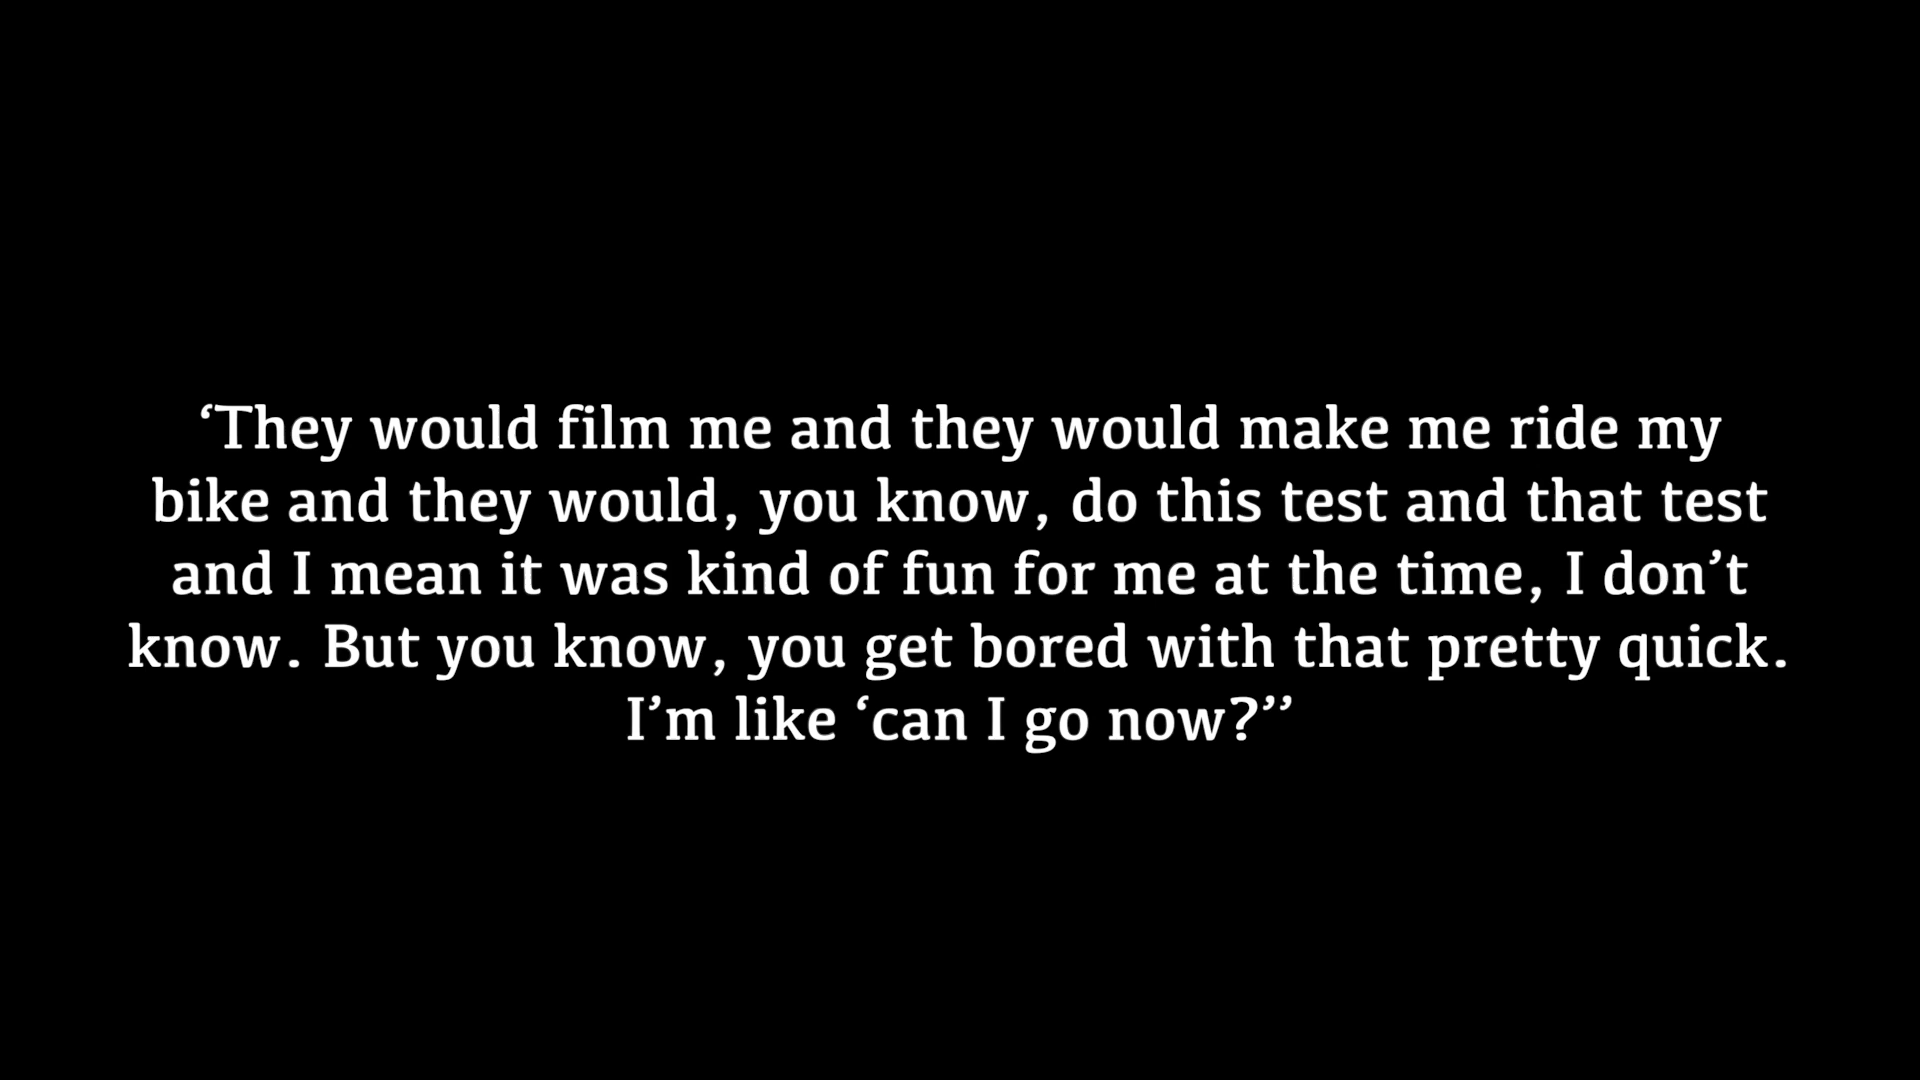 ‘They would film me and they would make me ride my
bike and they would, you know, do this test and that test
and I mean it was kind of fun for me at the time, I don’t
know. But you know, you get bored with that pretty quick.
I’m like ‘can I go now?’’